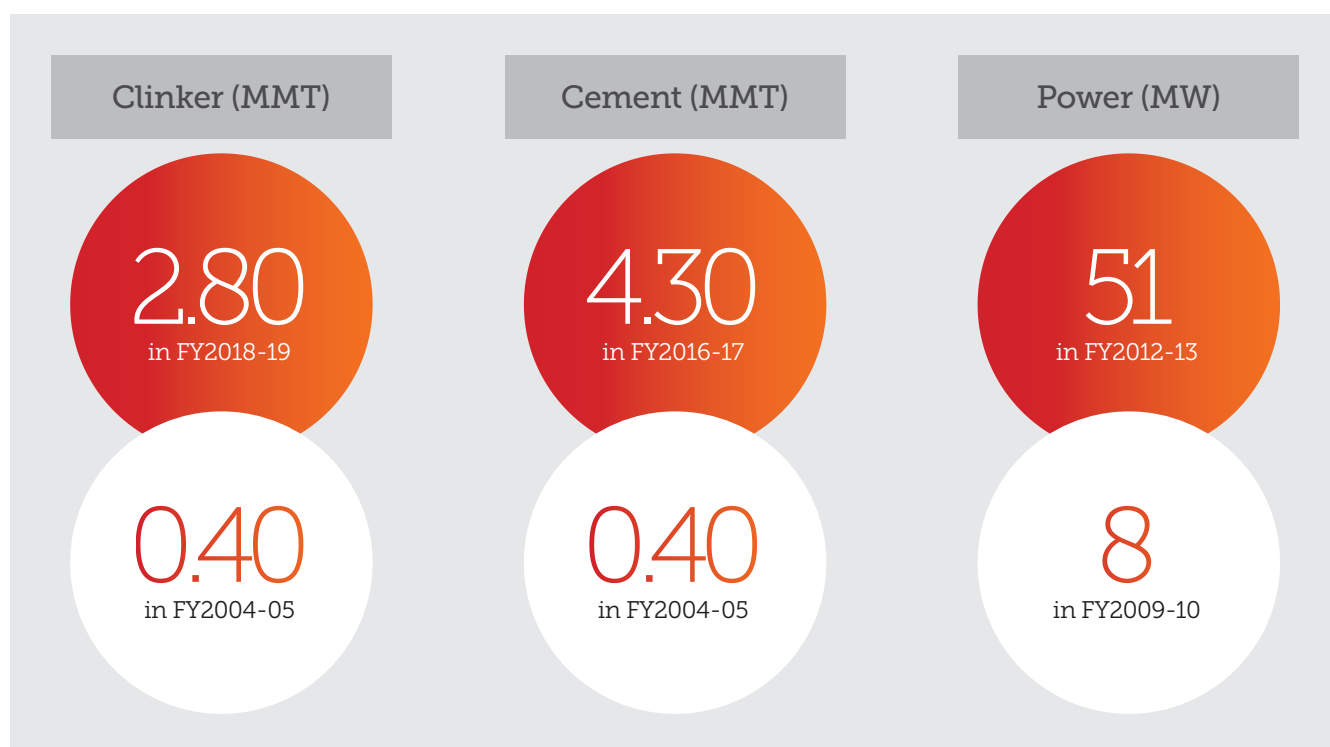 Clinker (MMT)
2.80
in FY2018-19
0.40
in FY2004-05
Cement (MMT)
4.30
in FY2016-17
0.40
in FY2004-05
Power (MW)
51
in FY2012-13
8
in FY2009-10